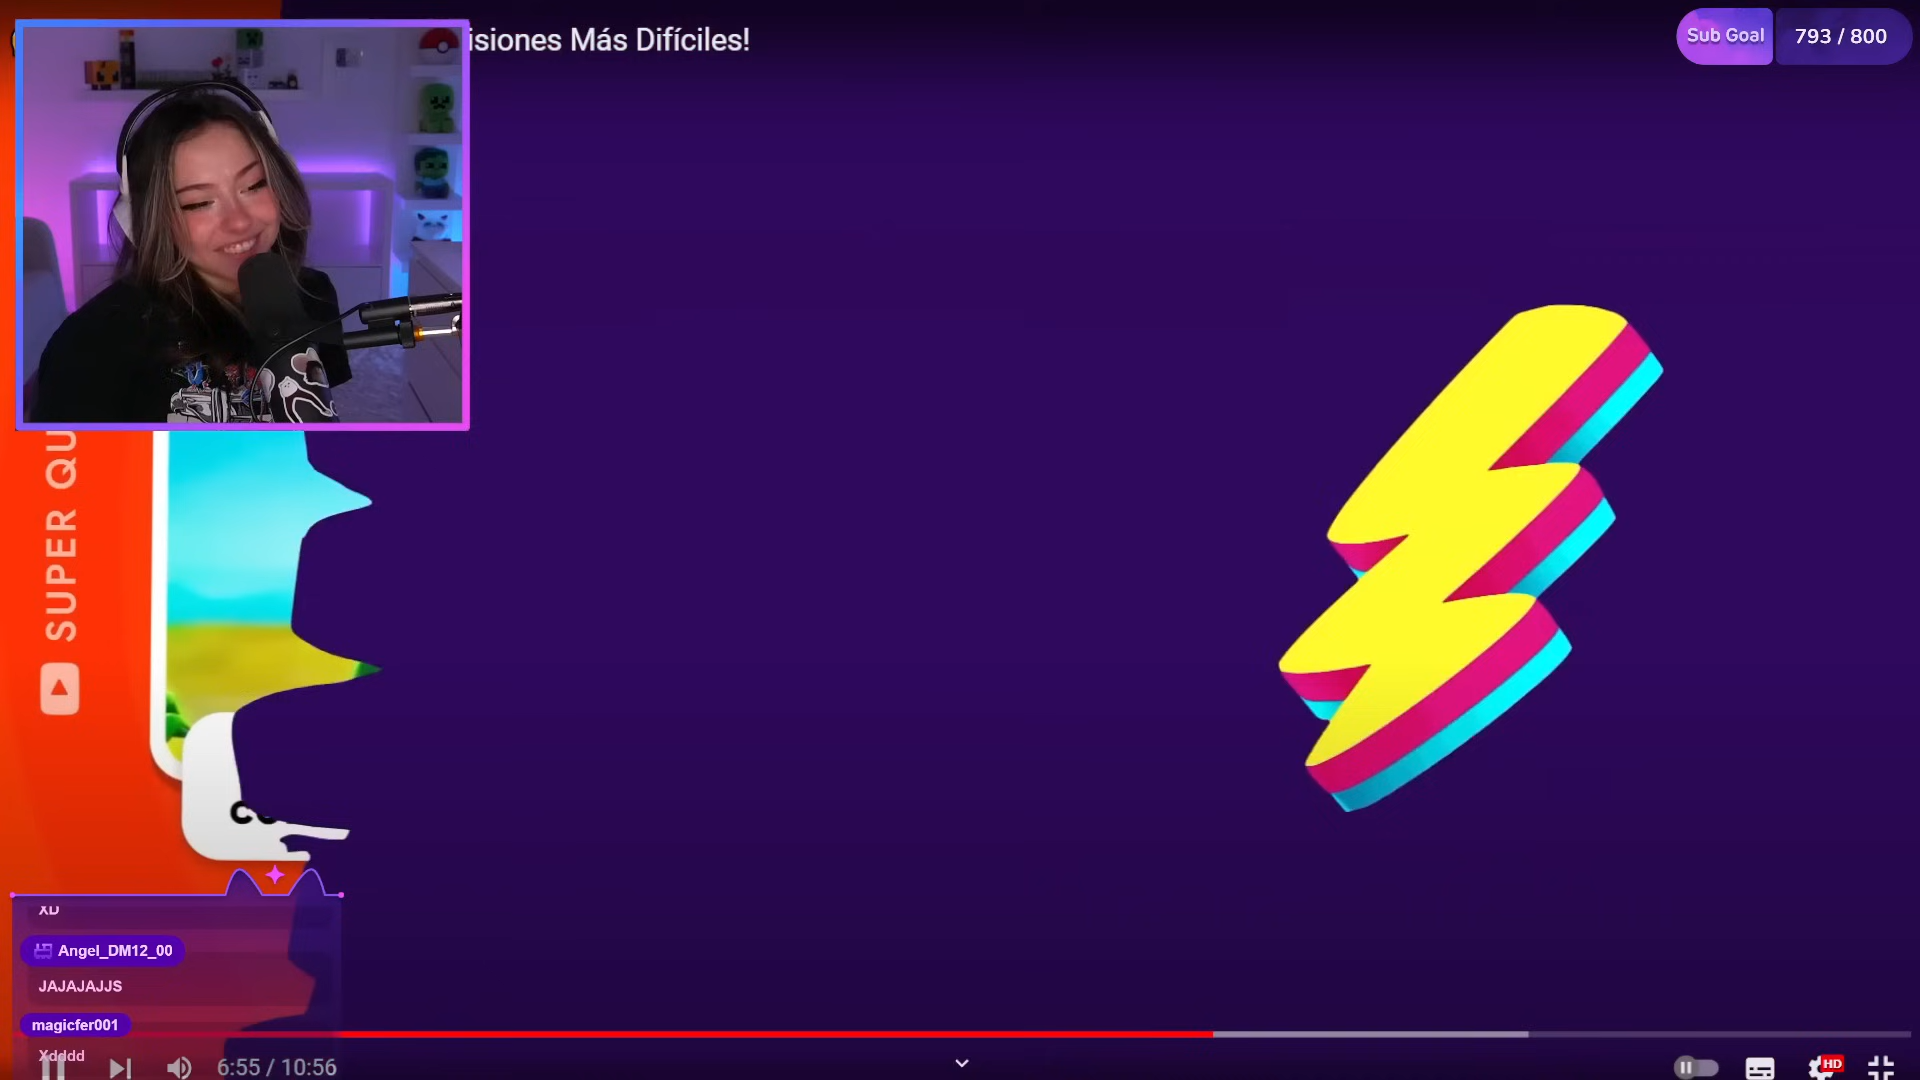 isiones Más Difíciles!
Sub Goal
793 / 800
SUPER QU
XD
Angel_DM12_00
JAJAJAJJS
magicfer001
Xdddd
6:55 / 10:56
HD